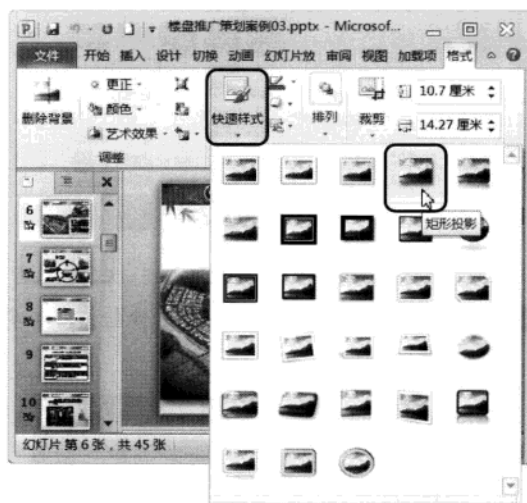 楼盘推广策划案例03.pptx - Microsof...
文件 开始 插入 设计 切换 动画 幻灯片放 审阅 视图 加载项 格式
删除背景
更正
颜色
艺术效果
调整
快速样式
排列
裁剪
10.7 厘米
14.27 厘米
矩形投影
6
7
8
9
10
幻灯片 第 6 张，共 45 张